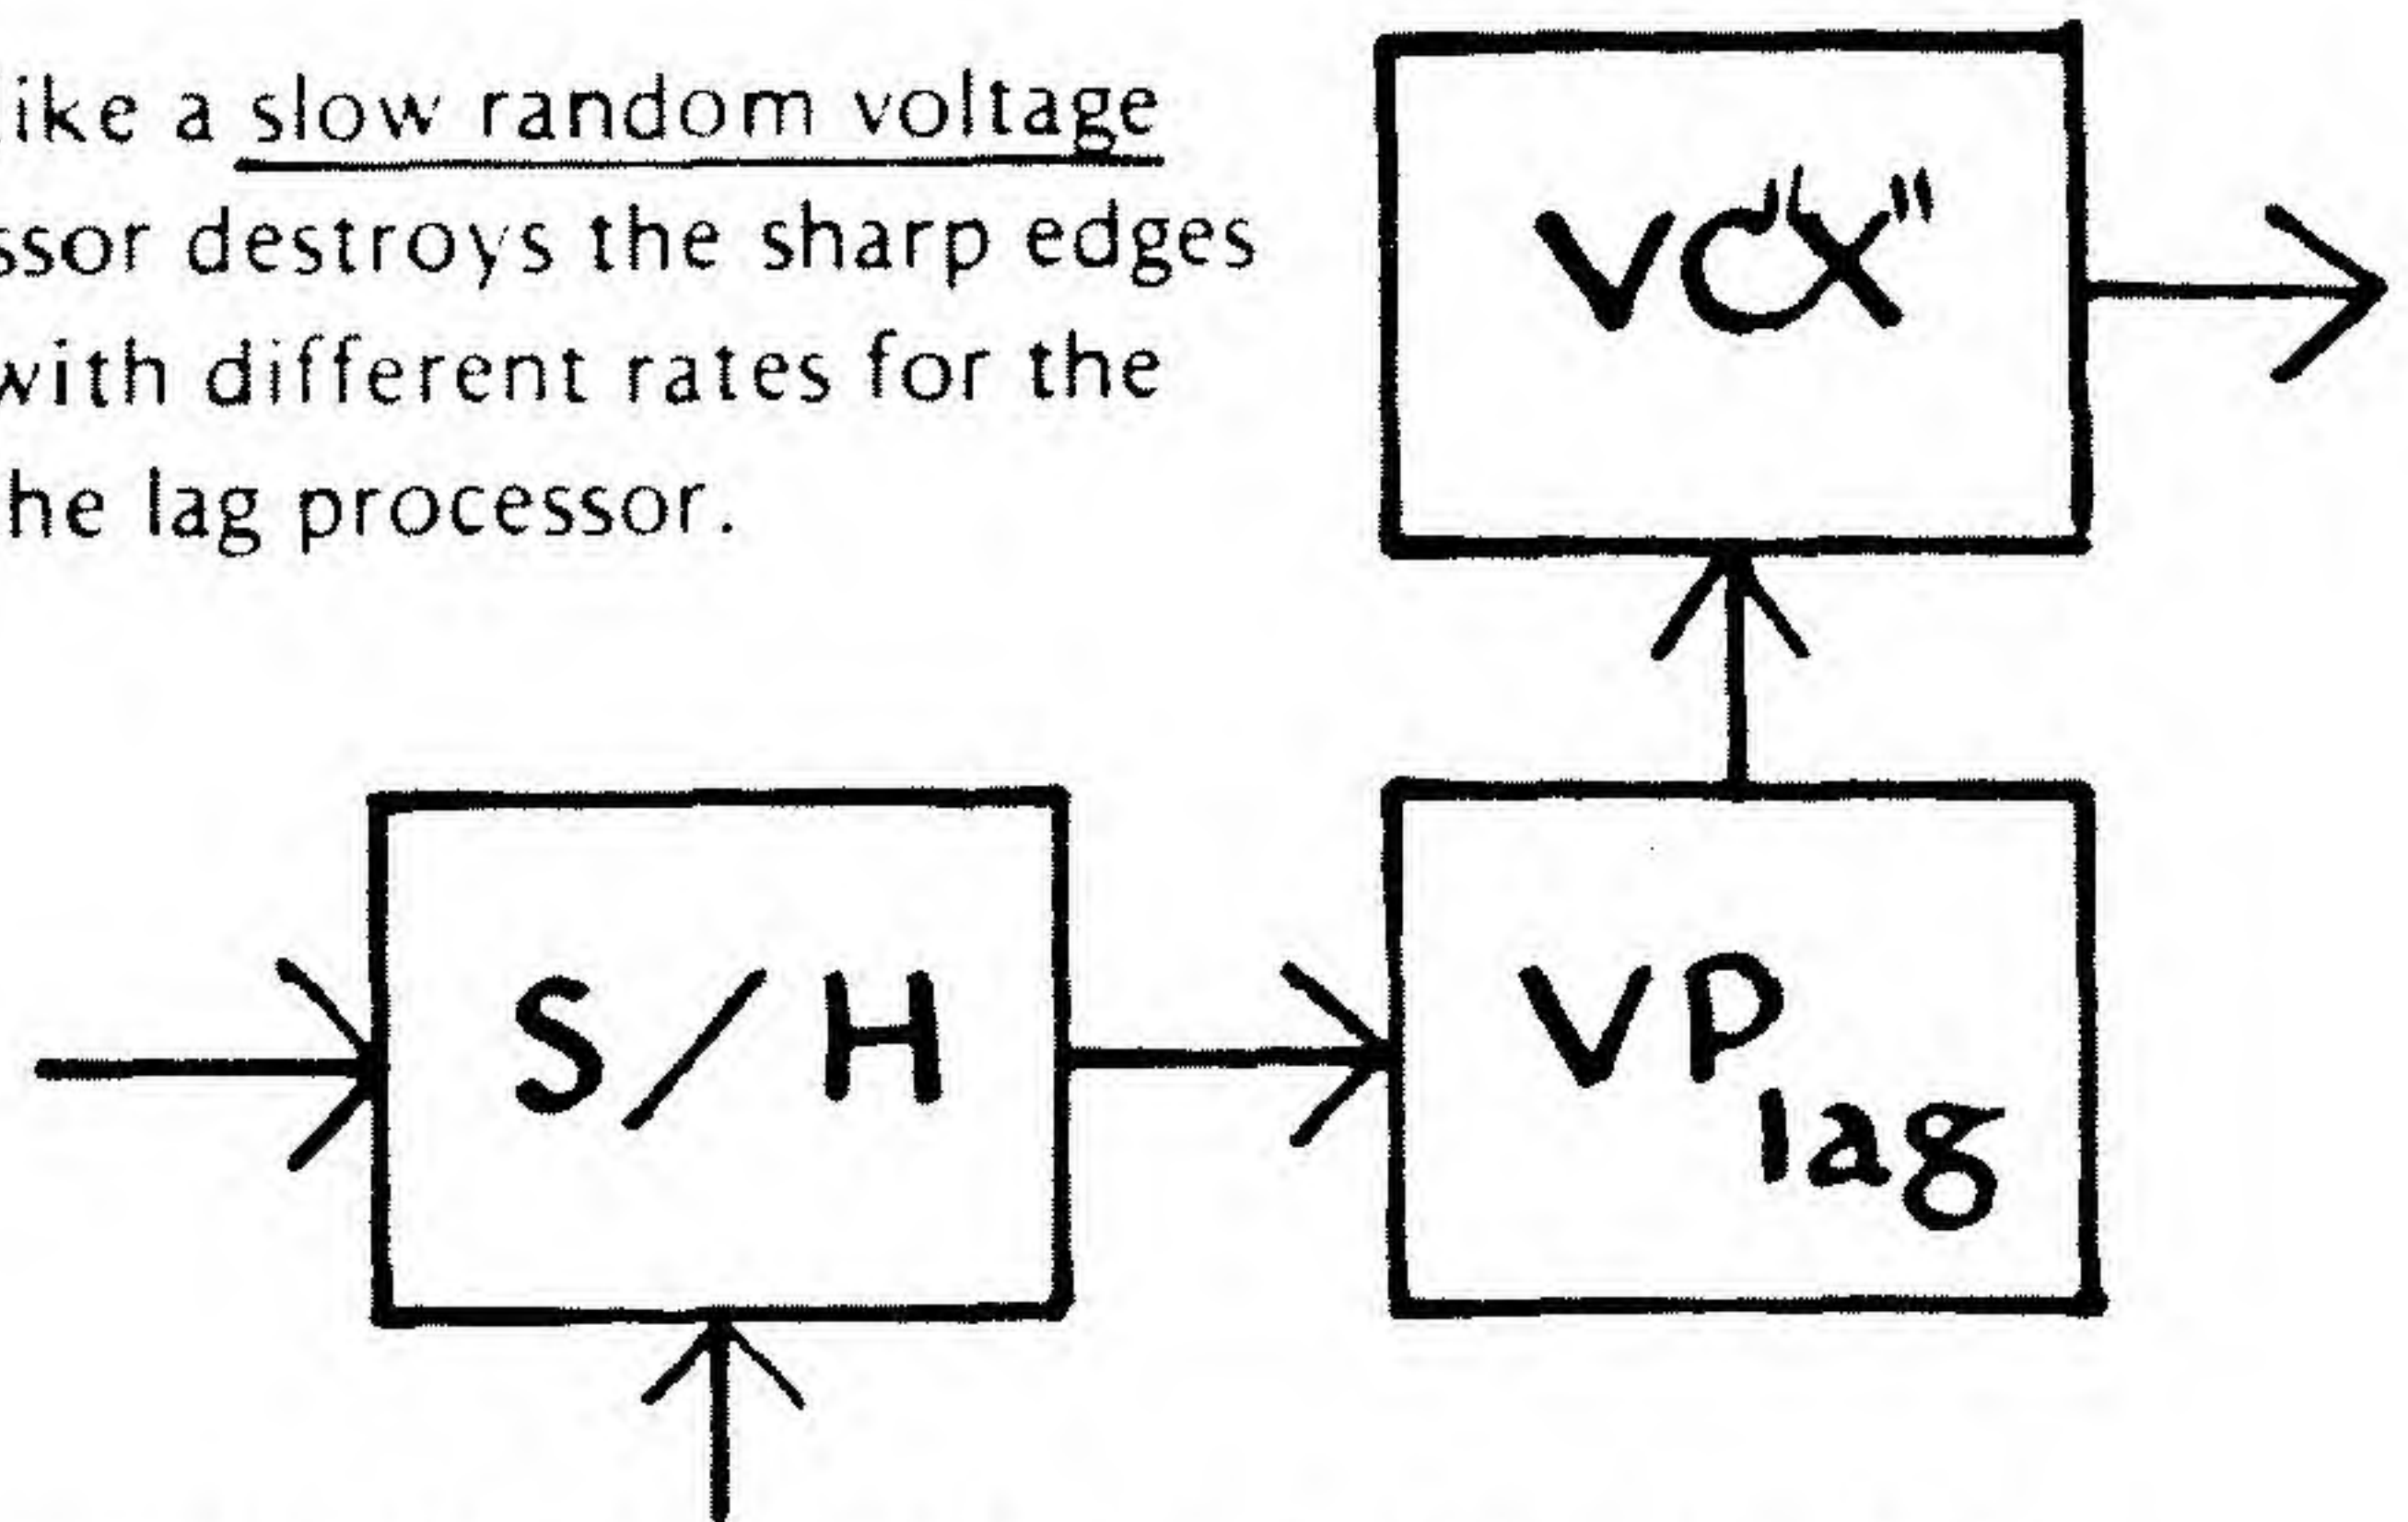 like a slow random voltage
ssor destroys the sharp edges
with different rates for the
he lag processor.
VC"X"
S/H
VP
lag